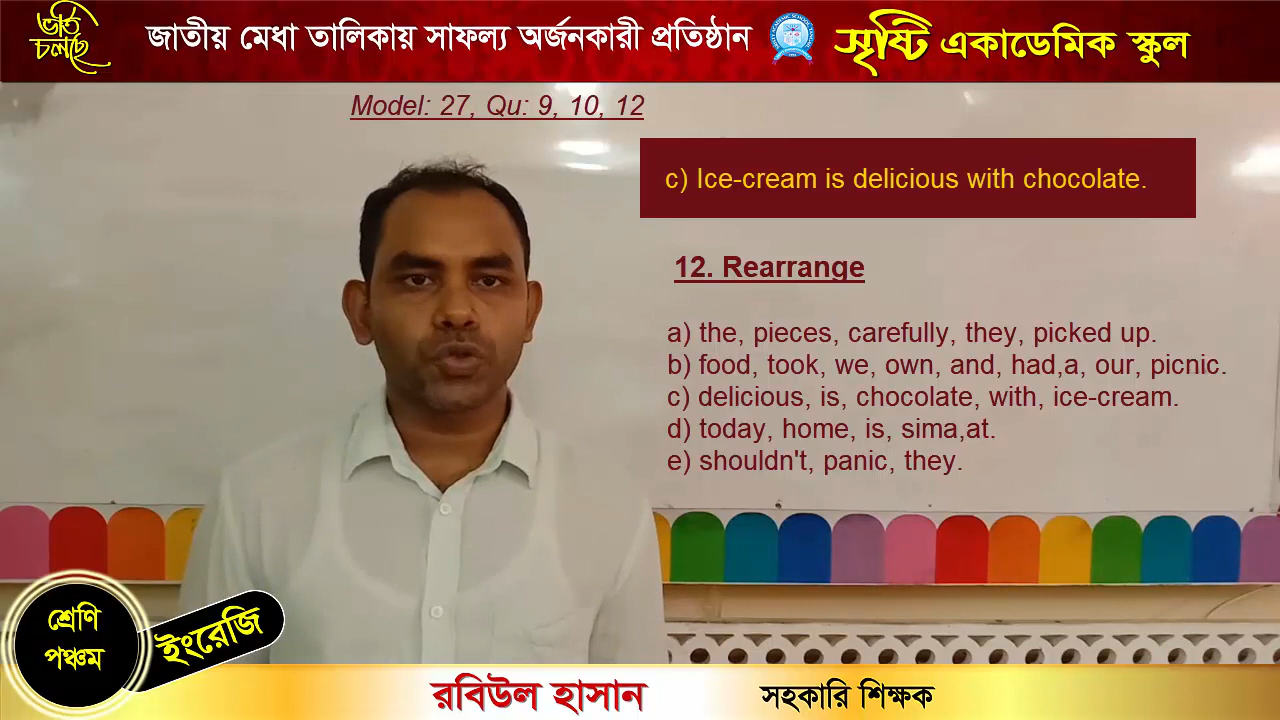 ভর্তি চলছে
জাতীয় মেধা তালিকায় সাফল্য অর্জনকারী প্রতিষ্ঠান
সৃষ্টি একাডেমিক স্কুল
Model: 27, Qu: 9, 10, 12
c) Ice-cream is delicious with chocolate.
12. Rearrange
a) the, pieces, carefully, they, picked up.
b) food, took, we, own, and, had,a, our, picnic.
c) delicious, is, chocolate, with, ice-cream.
d) today, home, is, sima,at.
e) shouldn't, panic, they.
শ্রেণি
পঞ্চম
ইংরেজি
রবিউল হাসান
সহকারি শিক্ষক